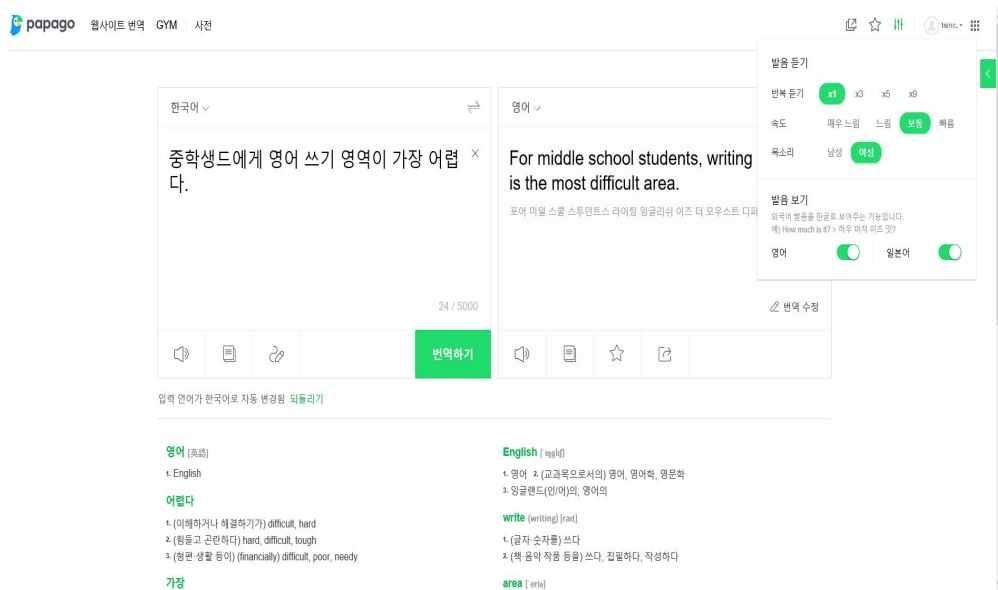 papago 웹사이트 번역 GYM 사전
발음 듣기
반복 듣기 x1 x3 x5 x9
속도 매우 느림 느림 보통 빠름
목소리 남성 여성
발음 보기
외국어 발음을 한글로 보여주는 기능입니다.
예) How much is it? > 하우 머치 이즈 잇?
영어 일본어
한국어
중학생드에게 영어 쓰기 영역이 가장 어렵
다.
24 / 5000
번역하기
영어
For middle school students, writing
is the most difficult area.
포어 미덜 스쿨 스투던트스 라이팅 잉글리쉬 이즈 더 모우스트 디퍼
번역 수정
입력 언어가 한국어로 자동 변경됨 되돌리기
영어 [英語]
1. English
어렵다
1. (이해하거나 해결하기가) difficult, hard
2. (힘들고 곤란하다) hard, difficult, tough
3. (형편·생활 등이) (financially) difficult, poor, needy
가장
English [ˈɪŋɡlɪʃ]
1. 영어 2. (교과목으로서의) 영어, 영어학, 영문학
3. 잉글랜드(인/어)의; 영어의
write (writing) [raɪt]
1. (글자·숫자를) 쓰다
2. (책·음악 작품 등을) 쓰다, 집필하다, 작성하다
area [ˈeriə]